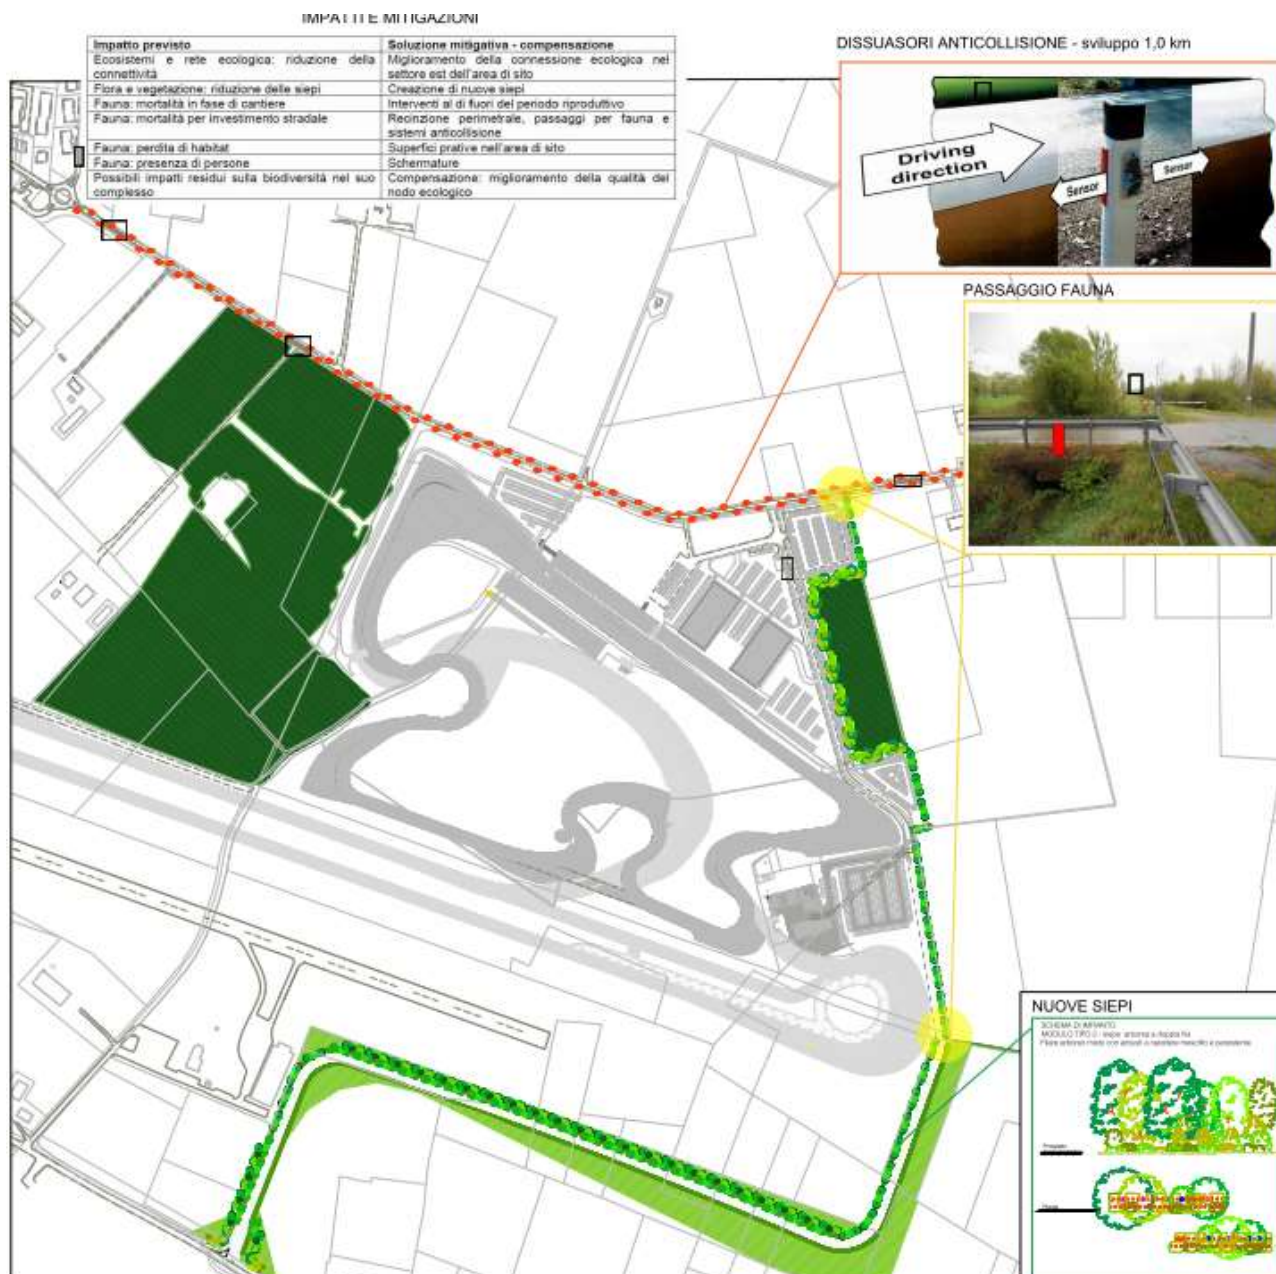 IMPATTI E MITIGAZIONI
Impatto previsto Soluzione mitigativa - compensazione
Ecosistemi e rete ecologica: riduzione della connettività Miglioramento della connessione ecologica nel settore est dell'area di sito
Flora e vegetazione: riduzione delle siepi Creazione di nuove siepi
Fauna: mortalità in fase di cantiere Interventi al di fuori del periodo riproduttivo
Fauna: mortalità per investimento stradale Recinzione perimetrale, passaggi per fauna e sistemi anticollisione
Fauna: perdita di habitat Superfici prative nell'area di sito
Fauna: presenza di persone Schermature
Possibili impatti residui sulla biodiversità nel suo complesso Compensazione: miglioramento della qualità del nodo ecologico
DISSUASORI ANTICOLLISIONE - sviluppo 1,0 km
Driving
direction
Sensor
Sensor
PASSAGGIO FAUNA
NUOVE SIEPI
SCHEMA DI IMPIANTO